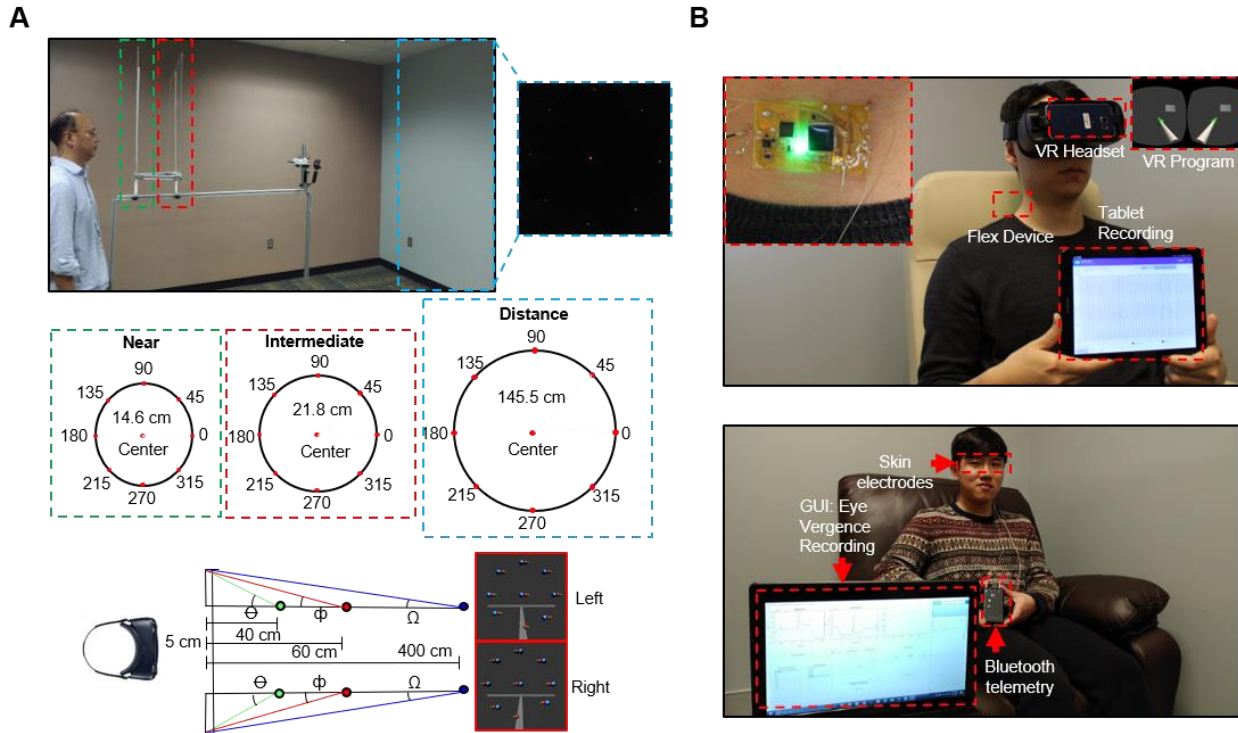 A
B
VR Headset
VR Program
Flex Device
Tablet
Recording
Near
90
135
45
14.6 cm
180
0
Center
215
315
270
Intermediate
90
135
45
21.8 cm
180
0
Center
215
315
270
Distance
90
135
45
145.5 cm
180
0
Center
215
315
270
Skin
electrodes
GUI: Eye
Vergence
Recording
Bluetooth
telemetry
Left
ϴ
ϕ
Ω
5 cm
40 cm
60 cm
400 cm
ϴ
ϕ
Ω
Right